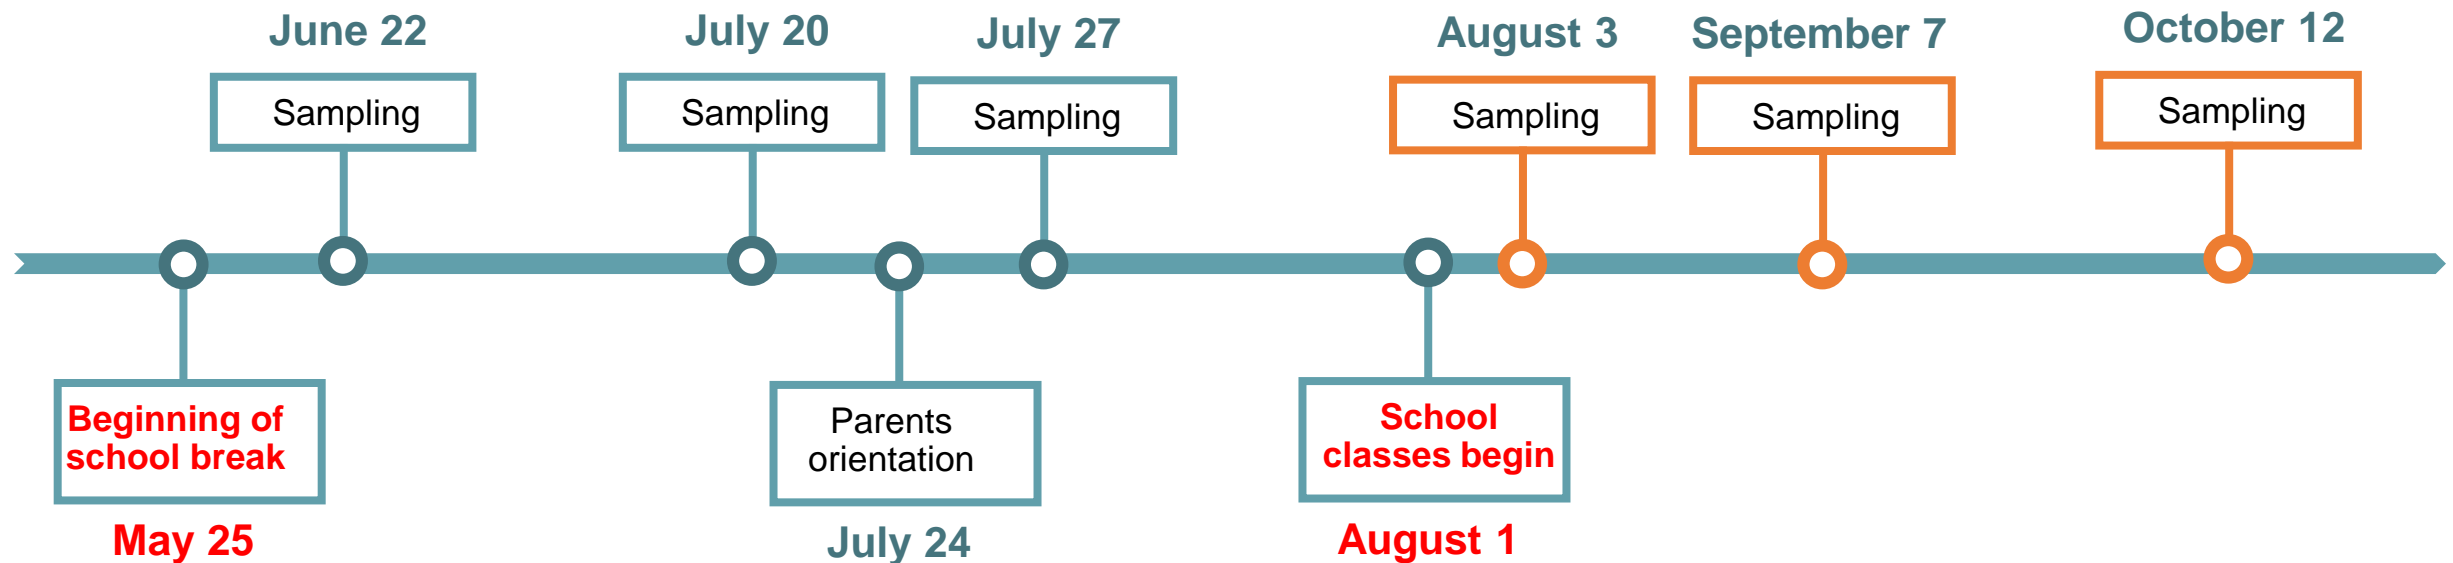 June 22
July 20
July 27
August 3
September 7
October 12
Sampling
Sampling
Sampling
Sampling
Sampling
Sampling
Beginning of
school break
May 25
Parents
orientation
July 24
School
classes begin
August 1